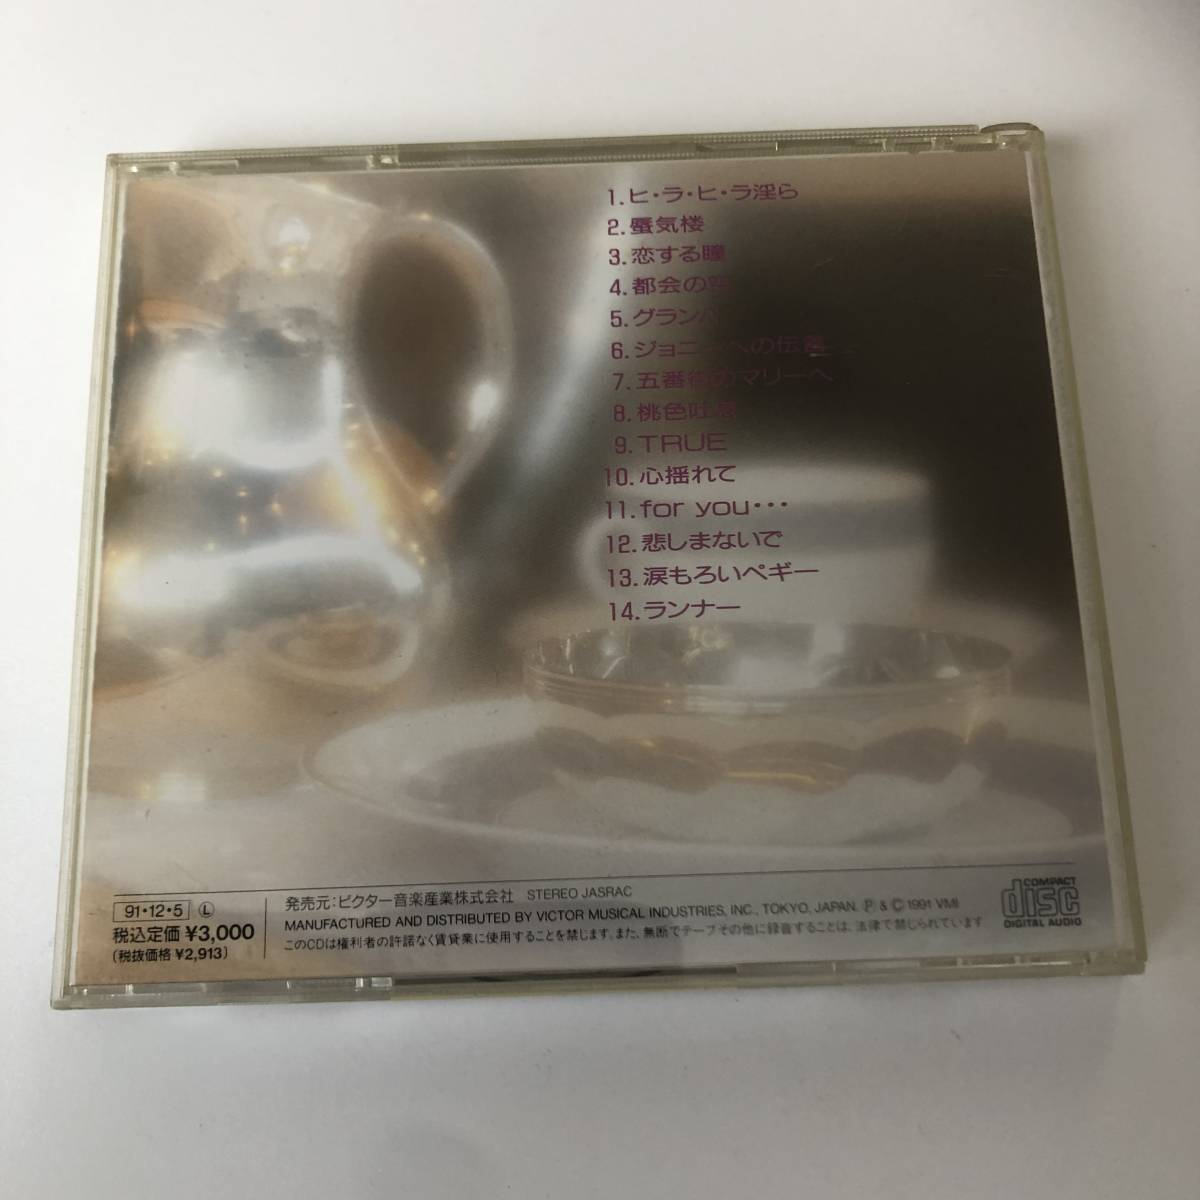 1.ヒ・ラ・ヒ・ラ淫ら
2.蜃気楼
3.恋する瞳
4.都会の空
5.グランパ
6.ジョニィへの伝言
7.五番街のマリーへ
8.桃色吐息
9.TRUE
10.心揺れて
11.for you・・・
12.悲しまないで
13.涙もろいペギー
14.ランナー
91・12・5 Ⓛ
税込定価 ¥3,000
(税抜価格 ¥2,913)
発売元:ビクター音楽産業株式会社 STEREO JASRAC
MANUFACTURED AND DISTRIBUTED BY VICTOR MUSICAL INDUSTRIES, INC., TOKYO, JAPAN. ℗ & © 1991 VMI
このCDは権利者の許諾なく賃貸業に使用することを禁じます。また、無断でテープその他に録音することは、法律で禁じられています
COMPACT
disc
DIGITAL AUDIO